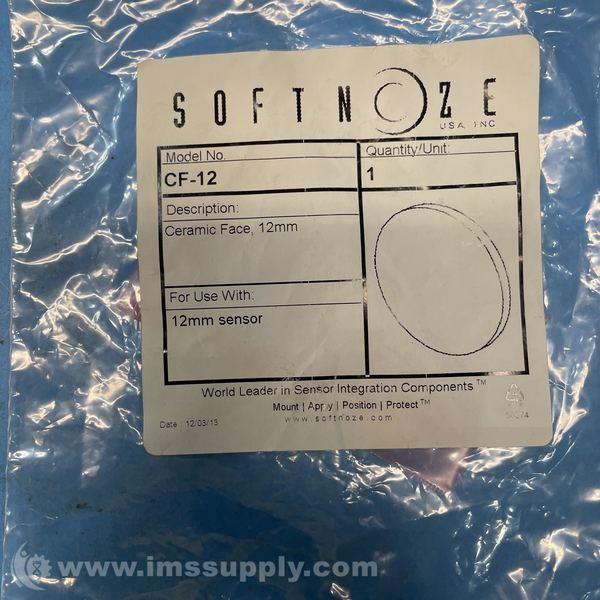 SOFTNOZE
USA, INC
Model No.
CF-12
Quantity/Unit:
1
Description:
Ceramic Face, 12mm
For Use With:
12mm sensor
World Leader in Sensor Integration Components™
Mount | Apply | Position | Protect™
www.softnoze.com
Date: 12/03/13
www.imssupply.com